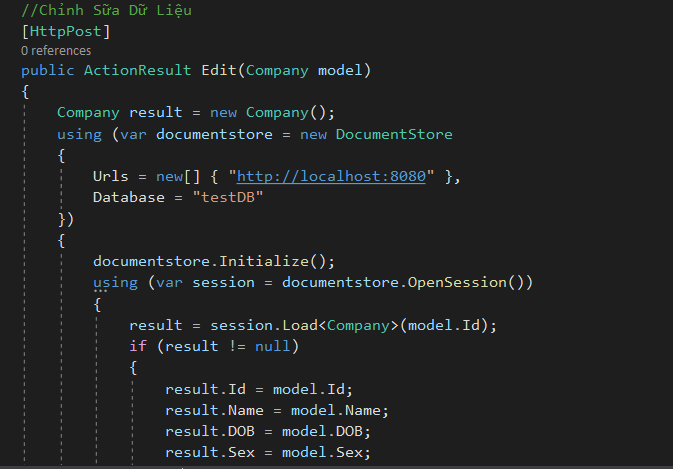 //Chỉnh Sữa Dữ Liệu
[HttpPost]
0 references
public ActionResult Edit(Company model)
{
Company result = new Company();
using (var documentstore = new DocumentStore
{
Urls = new[] { "http://localhost:8080" },
Database = "testDB"
})
{
documentstore.Initialize();
using (var session = documentstore.OpenSession())
{
result = session.Load<Company>(model.Id);
if (result != null)
{
result.Id = model.Id;
result.Name = model.Name;
result.DOB = model.DOB;
result.Sex = model.Sex;